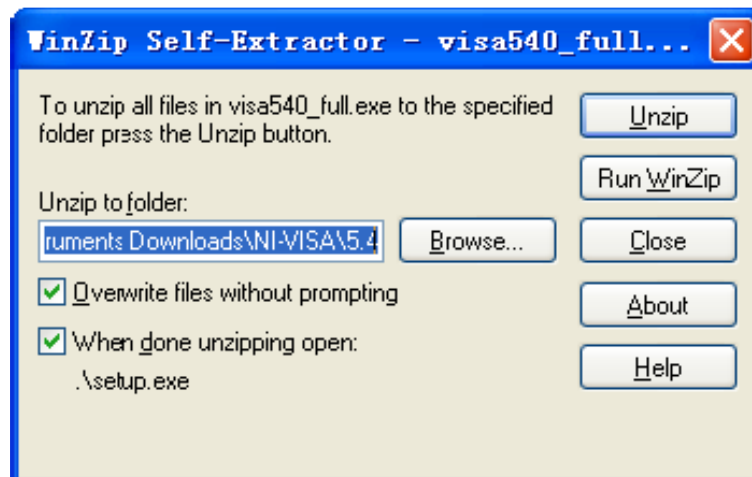 WinZip Self-Extractor - visa540_full...
To unzip all files in visa540_full.exe to the specified
folder press the Unzip button.
Unzip
Run WinZip
Unzip to folder:
ruments Downloads\NI-VISA\5.4
Browse...
Close
Overwrite files without prompting
About
When done unzipping open:
.\setup.exe
Help